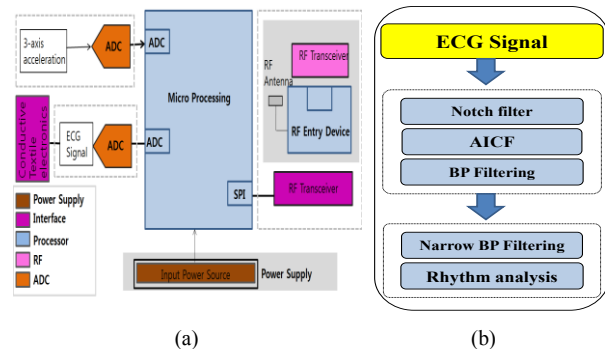 3-axis
acceleration
ADC
ADC
Micro Processing
RF Transceiver
RF
Antenna
RF Entry Device
Conductive
Textile
electronics
ECG
Signal
ADC
ADC
SPI
RF Transceiver
Power Supply
Interface
Processor
RF
ADC
Input Power Source
Power Supply
(a)
ECG Signal
Notch filter
AICF
BP Filtering
Narrow BP Filtering
Rhythm analysis
(b)